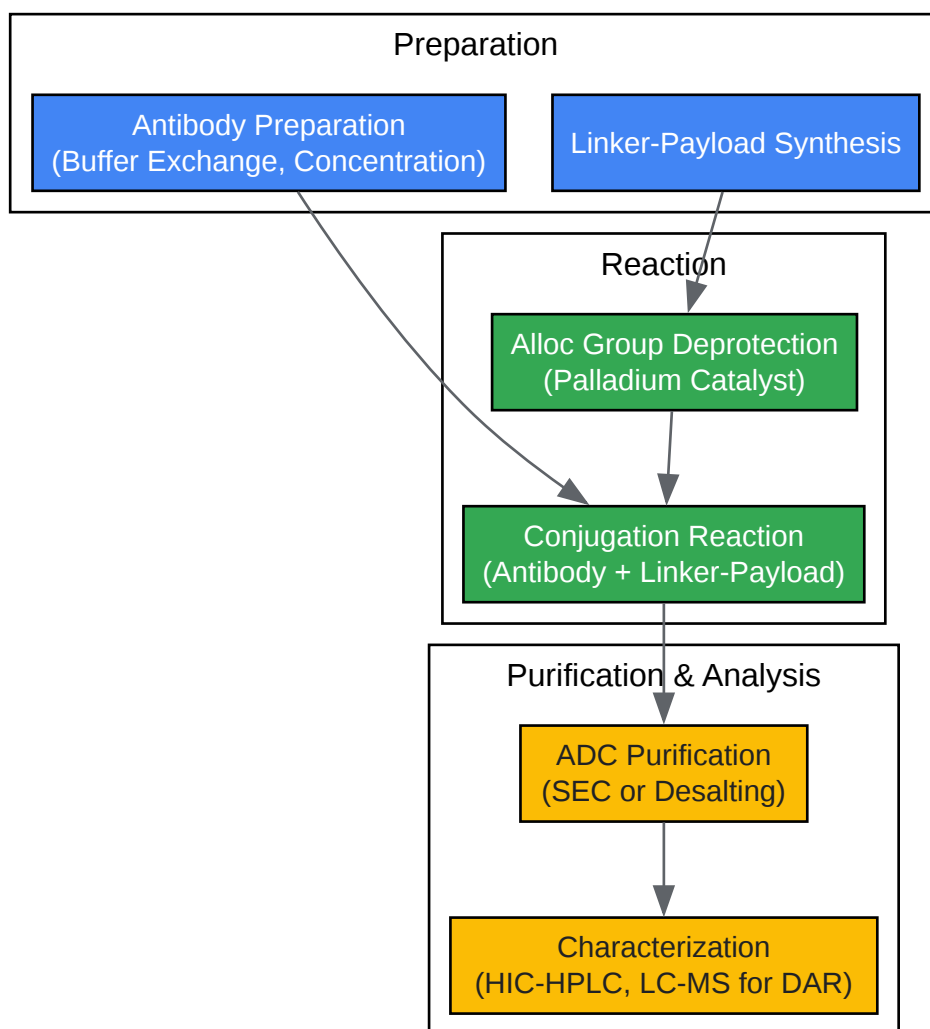 Preparation
Antibody Preparation
(Buffer Exchange, Concentration)
Linker-Payload Synthesis
Reaction
Alloc Group Deprotection
(Palladium Catalyst)
Conjugation Reaction
(Antibody + Linker-Payload)
Purification & Analysis
ADC Purification
(SEC or Desalting)
Characterization
(HIC-HPLC, LC-MS for DAR)